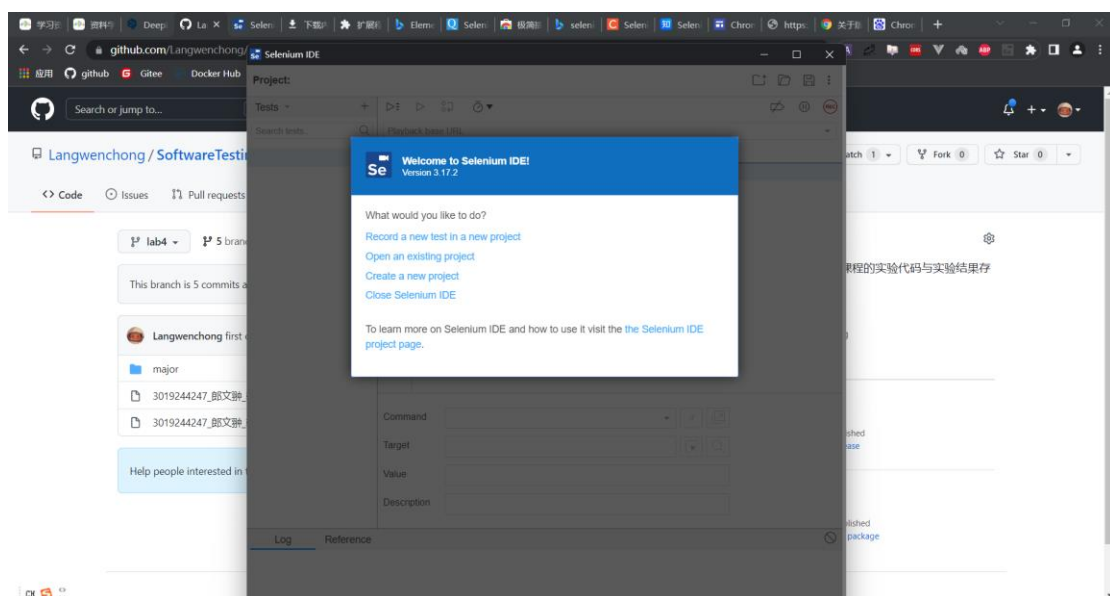 学习
资料
Deep
La
Selen
下载
扩展
Eleme
Selen
极简
selen
Selen
Selen
Chro
https:
关于
Chro
github.com/Langwenchong/
应用
github
Gitee
Docker Hub
Selenium IDE
Project:
Tests
Search tests...
Playback base URL
Search or jump to...
Langwenchong / SoftwareTesti
atch 1
Fork 0
Star 0
<> Code
Issues
Pull requests
lab4
5 bran
This branch is 5 commits a
Langwenchong first
major
3019244247_郎文翀_
3019244247_郎文翀_
Help people interested in
Welcome to Selenium IDE!
Version 3.17.2
What would you like to do?
Record a new test in a new project
Open an existing project
Create a new project
Close Selenium IDE
To learn more on Selenium IDE and how to use it visit the the Selenium IDE
project page.
课程的实验代码与实验结果存
Command
Target
Value
Description
Log
Reference
ished
ease
lished
package